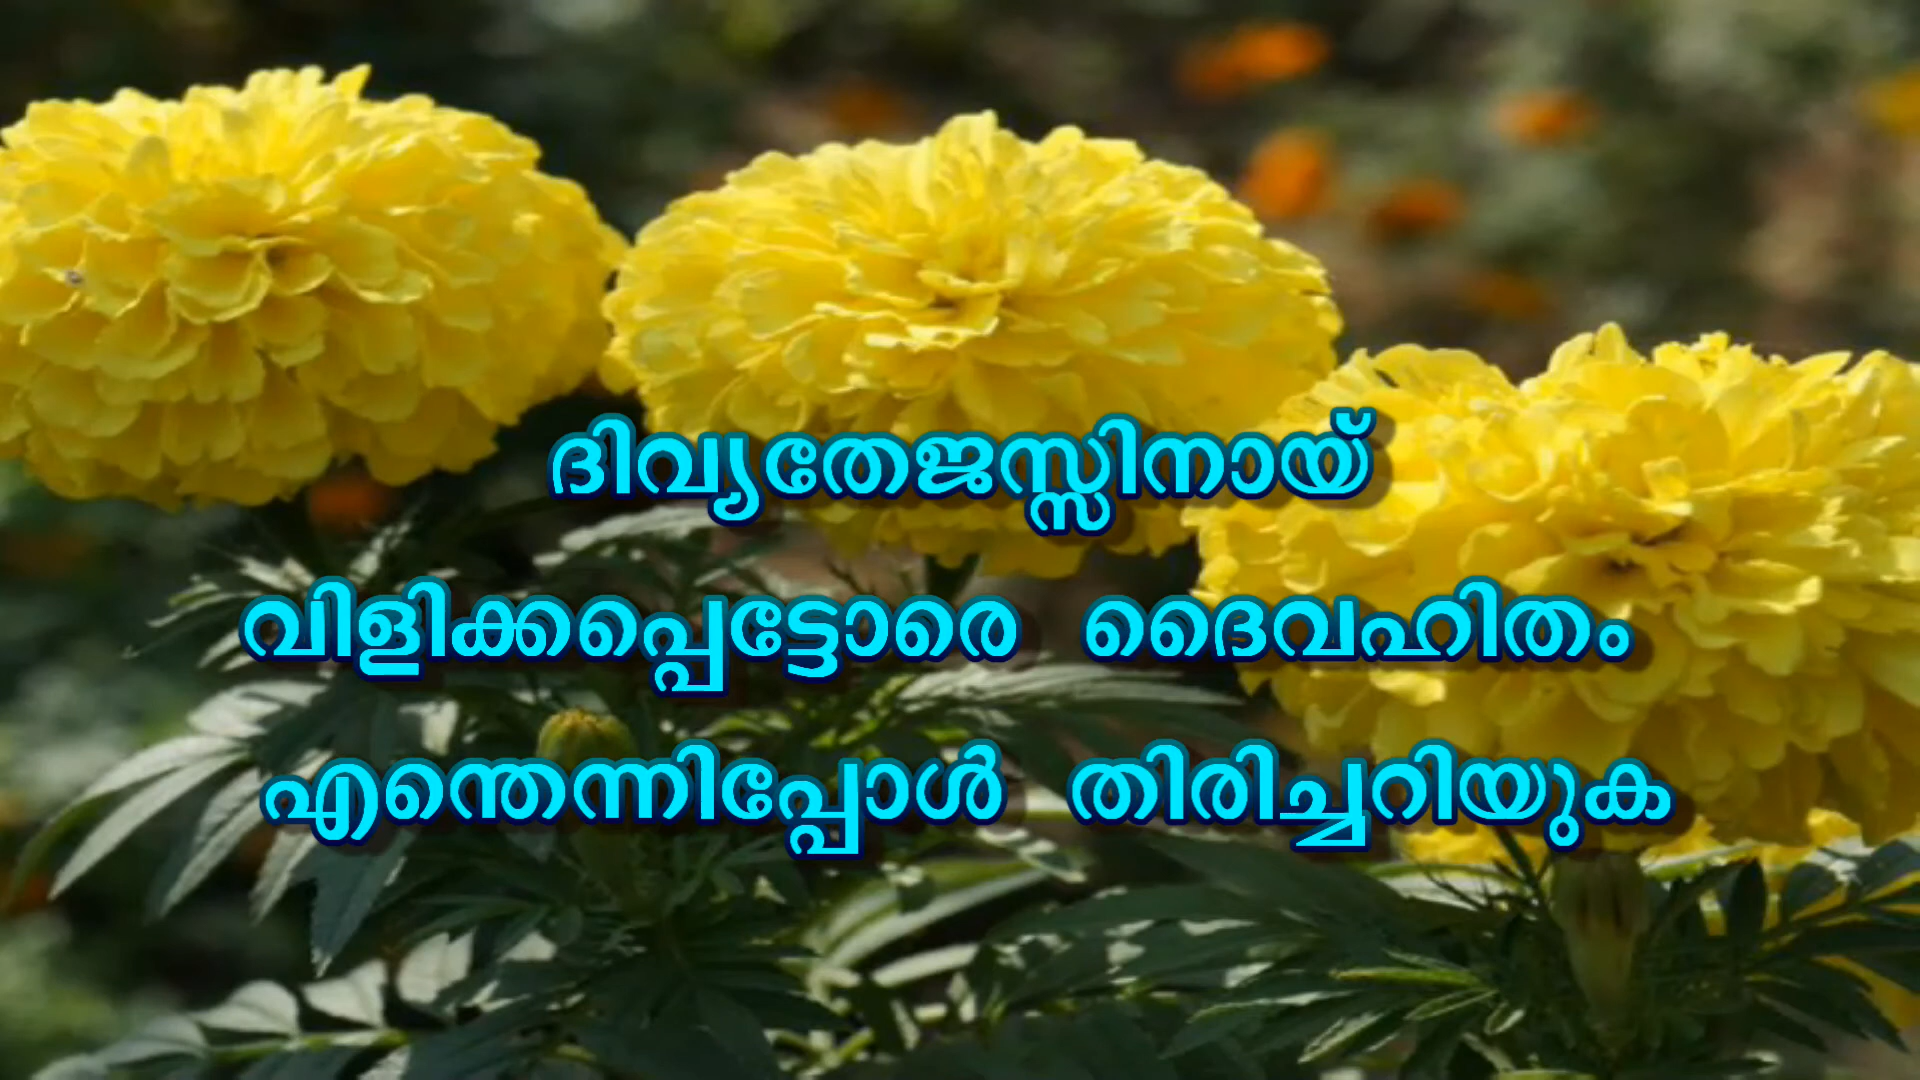 ദിവ്യതേജസ്സിനായ്
വിളിക്കപ്പെട്ടോരെ ദൈവഹിതം
എന്തെന്നിപ്പോൾ തിരിച്ചറിയുക